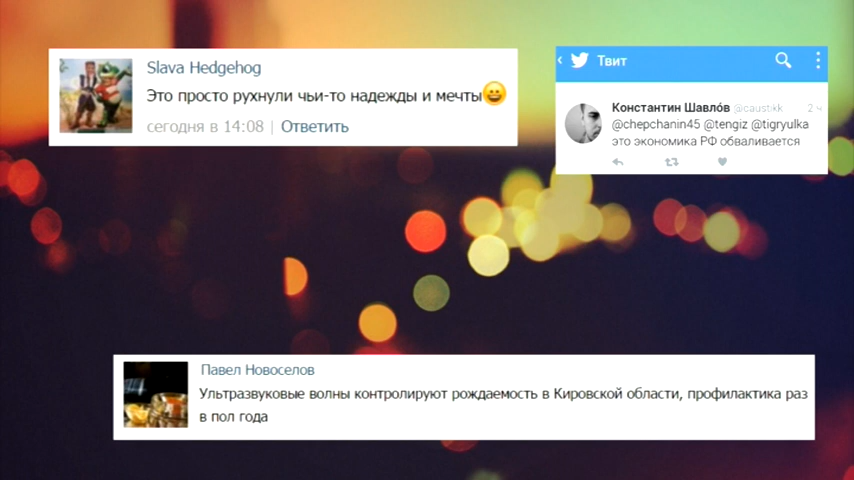 Slava Hedgehog
Это просто рухнули чьи-то надежды и мечты😀
сегодня в 14:08 | Ответить
Твит
Константин Шавло́в @caustikk 2 ч
@chepchanin45 @tengiz @tigryulka
это экономика РФ обваливается
Павел Новоселов
Ультразвуковые волны контролируют рождаемость в Кировской области, профилактика раз
в пол года